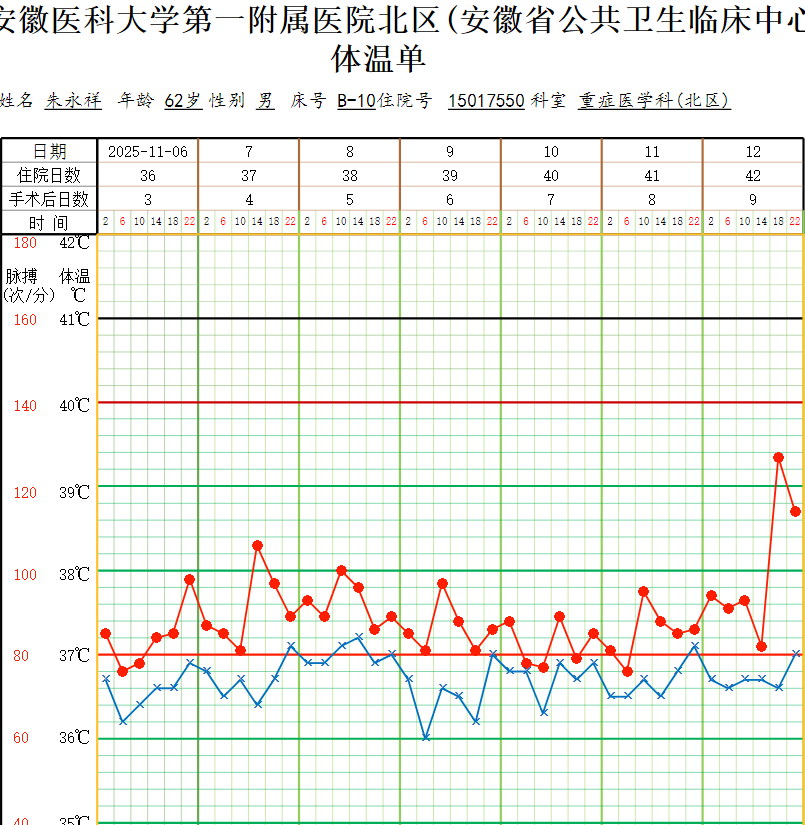 安徽医科大学第一附属医院北区(安徽省公共卫生临床中心
体温单
姓名 朱永祥 年龄 62岁 性别 男 床号 B-10 住院号 15017550 科室 重症医学科(北区)
日期 2025-11-06 7 8 9 10 11 12
住院日数 36 37 38 39 40 41 42
手术后日数 3 4 5 6 7 8 9
时 间 2 6 10 14 18 22 2 6 10 14 18 22 2 6 10 14 18 22 2 6 10 14 18 22 2 6 10 14 18 22 2 6 10 14 18 22 2 6 10 14 18 22
180 42℃
脉搏 体温
(次/分) ℃
160 41℃
140 40℃
120 39℃
100 38℃
80 37℃
60 36℃
40 35℃